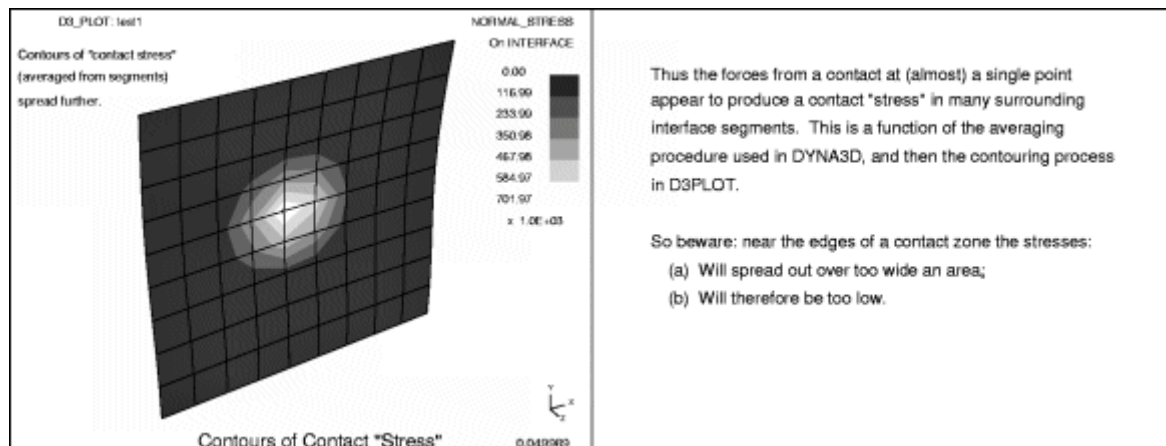 D3_PLOT: test1
NORMAL_STRESS
On INTERFACE
Contours of "contact stress"
(averaged from segments)
spread further.
0.00
116.99
233.99
350.98
467.98
584.97
701.97
x 1.0E+03
Y
X
Z
Contours of Contact "Stress"
0.049989
Thus the forces from a contact at (almost) a single point
appear to produce a contact "stress" in many surrounding
interface segments. This is a function of the averaging
procedure used in DYNA3D, and then the contouring process
in D3PLOT.
So beware: near the edges of a contact zone the stresses:
(a) Will spread out over too wide an area;
(b) Will therefore be too low.